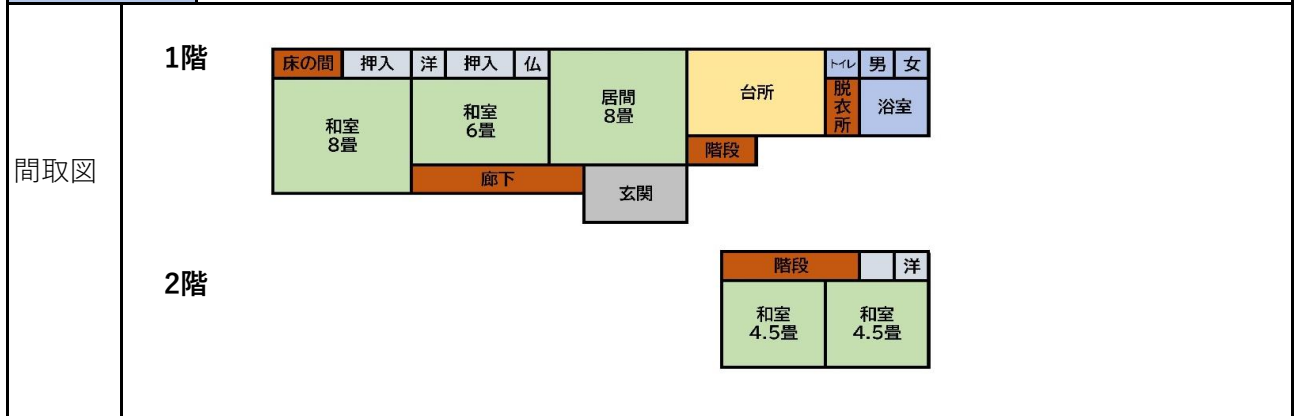 間取図
1階
床の間 押入 洋 押入 仏
和室
8畳
和室
6畳
居間
8畳
台所
トイレ 男 女
脱衣所
浴室
階段
廊下
玄関
2階
階段 洋
和室
4.5畳
和室
4.5畳